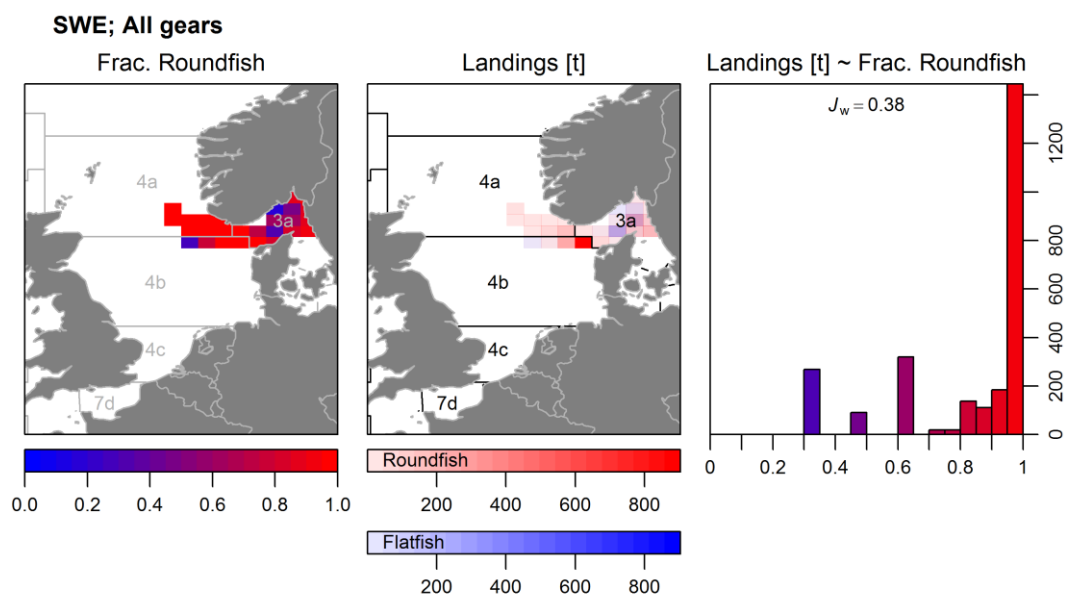 SWE; All gears
Frac. Roundfish
4a
3a
4b
4c
7d
0.0 0.2 0.4 0.6 0.8 1.0
Landings [t]
4a
3a
4b
4c
7d
Roundfish
200 400 600 800
Flatfish
200 400 600 800
Landings [t] ~ Frac. Roundfish
Jw = 0.38
0 200 400 600 800 1200
0 0.2 0.4 0.6 0.8 1